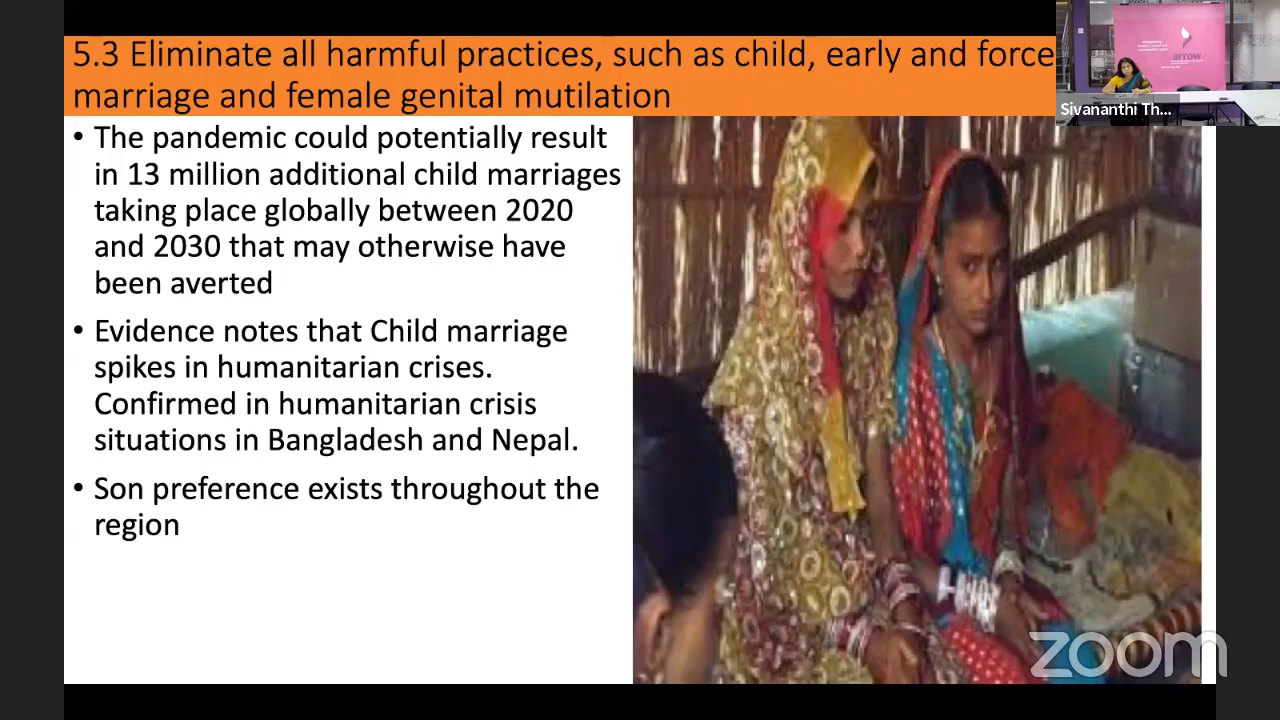 5.3 Eliminate all harmful practices, such as child, early and force
marriage and female genital mutilation
• The pandemic could potentially result
in 13 million additional child marriages
taking place globally between 2020
and 2030 that may otherwise have
been averted
• Evidence notes that Child marriage
spikes in humanitarian crises.
Confirmed in humanitarian crisis
situations in Bangladesh and Nepal.
• Son preference exists throughout the
region
arrow
Sivananthi Th...
zoom